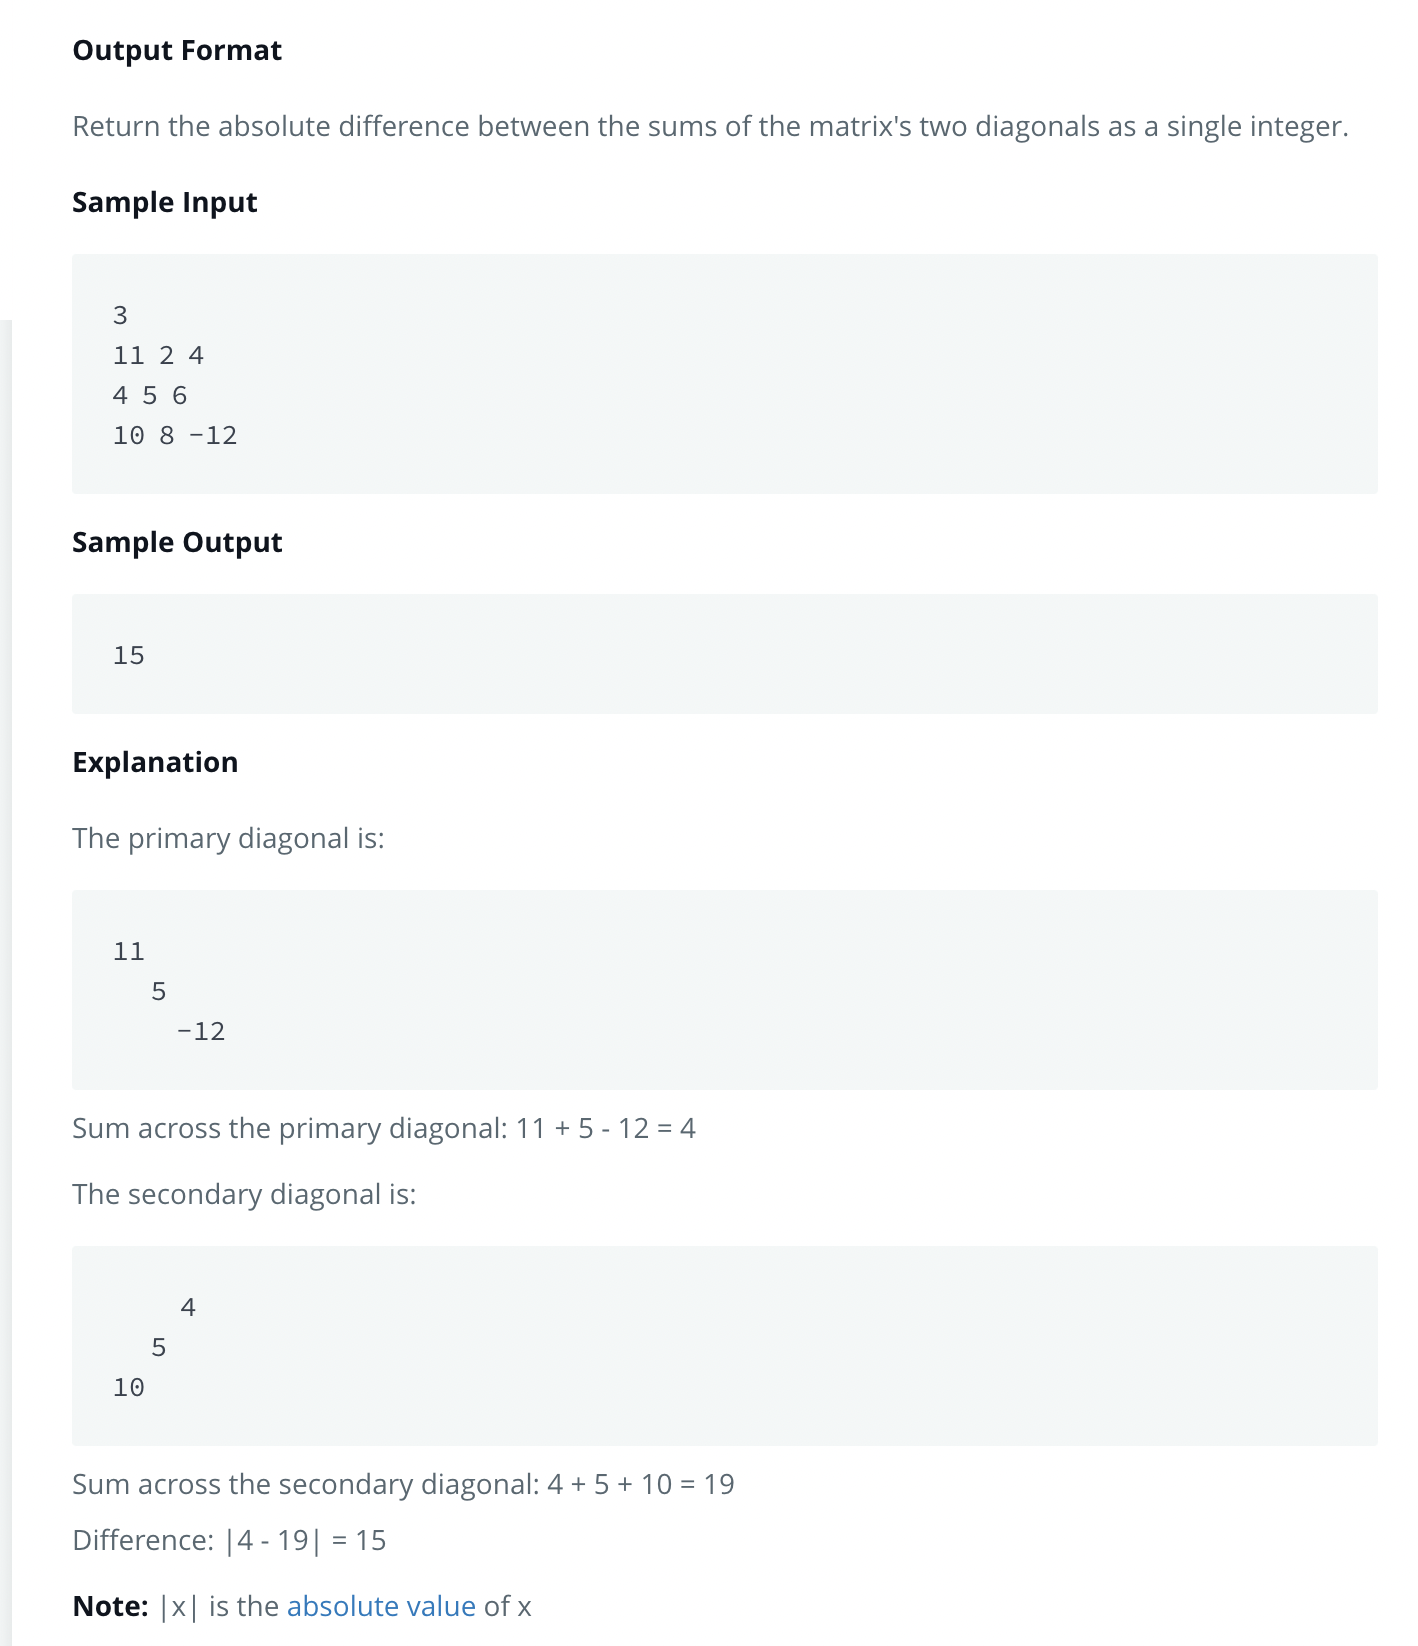 Output Format
Return the absolute difference between the sums of the matrix's two diagonals as a single integer.
Sample Input
3
11 2 4
4 5 6
10 8 -12
Sample Output
15
Explanation
The primary diagonal is:
11
5
-12
Sum across the primary diagonal: 11 + 5 - 12 = 4
The secondary diagonal is:
4
5
10
Sum across the secondary diagonal: 4 + 5 + 10 = 19
Difference: |4 - 19| = 15
Note: |x| is the absolute value of x